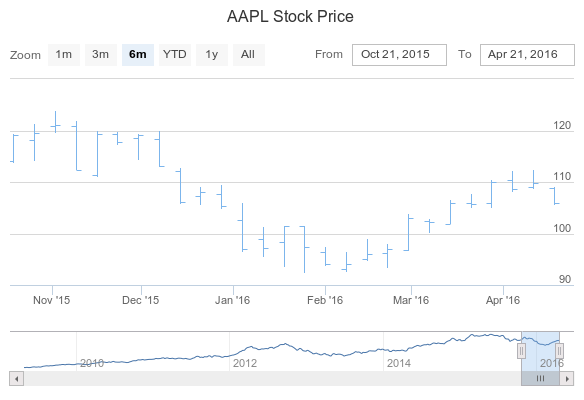 AAPL Stock Price
Zoom 1m 3m 6m YTD 1y All From Oct 21, 2015 To Apr 21, 2016
120
110
100
90
Nov '15 Dec '15 Jan '16 Feb '16 Mar '16 Apr '16
2010 2012 2014 2016